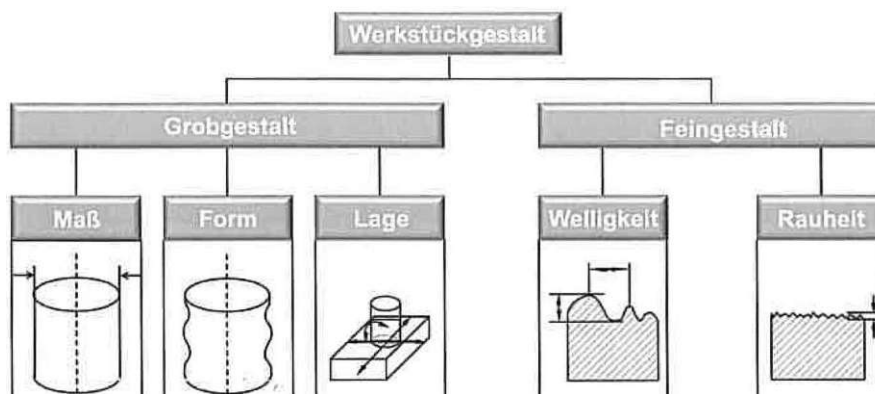 Werkstückgestalt
Grobgestalt
Feingestalt
Maß
Form
Lage
Welligkeit
Rauheit